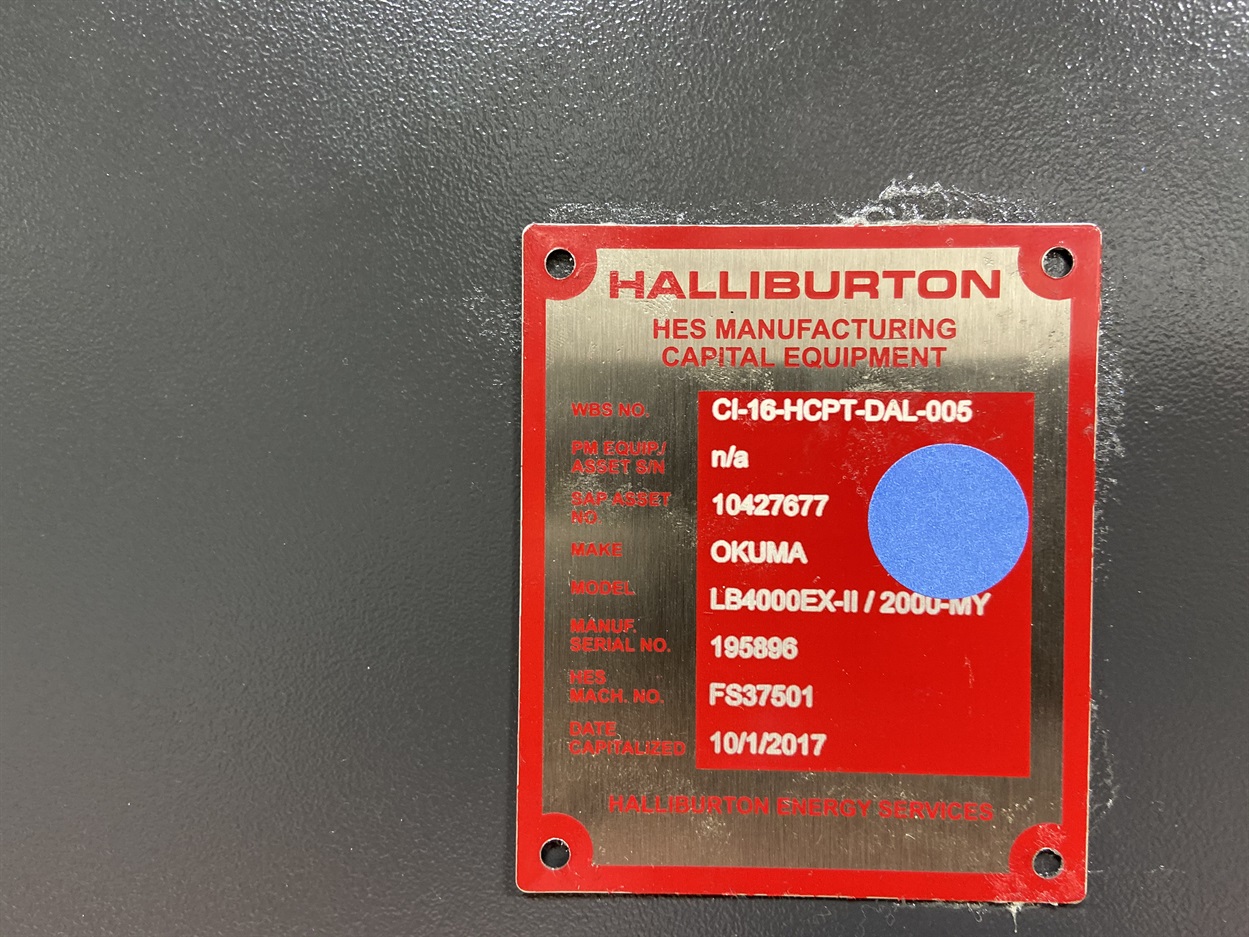 HALLIBURTON
HES MANUFACTURING
CAPITAL EQUIPMENT
WBS NO. CI-16-HCPT-DAL-005
PM EQUIP./
ASSET S/N n/a
SAP ASSET
NO. 10427677
MAKE OKUMA
MODEL LB4000EX-II / 2000-MY
MANUF.
SERIAL NO. 195896
HES
MACH. NO. FS37501
DATE
CAPITALIZED 10/1/2017
HALLIBURTON ENERGY SERVICES